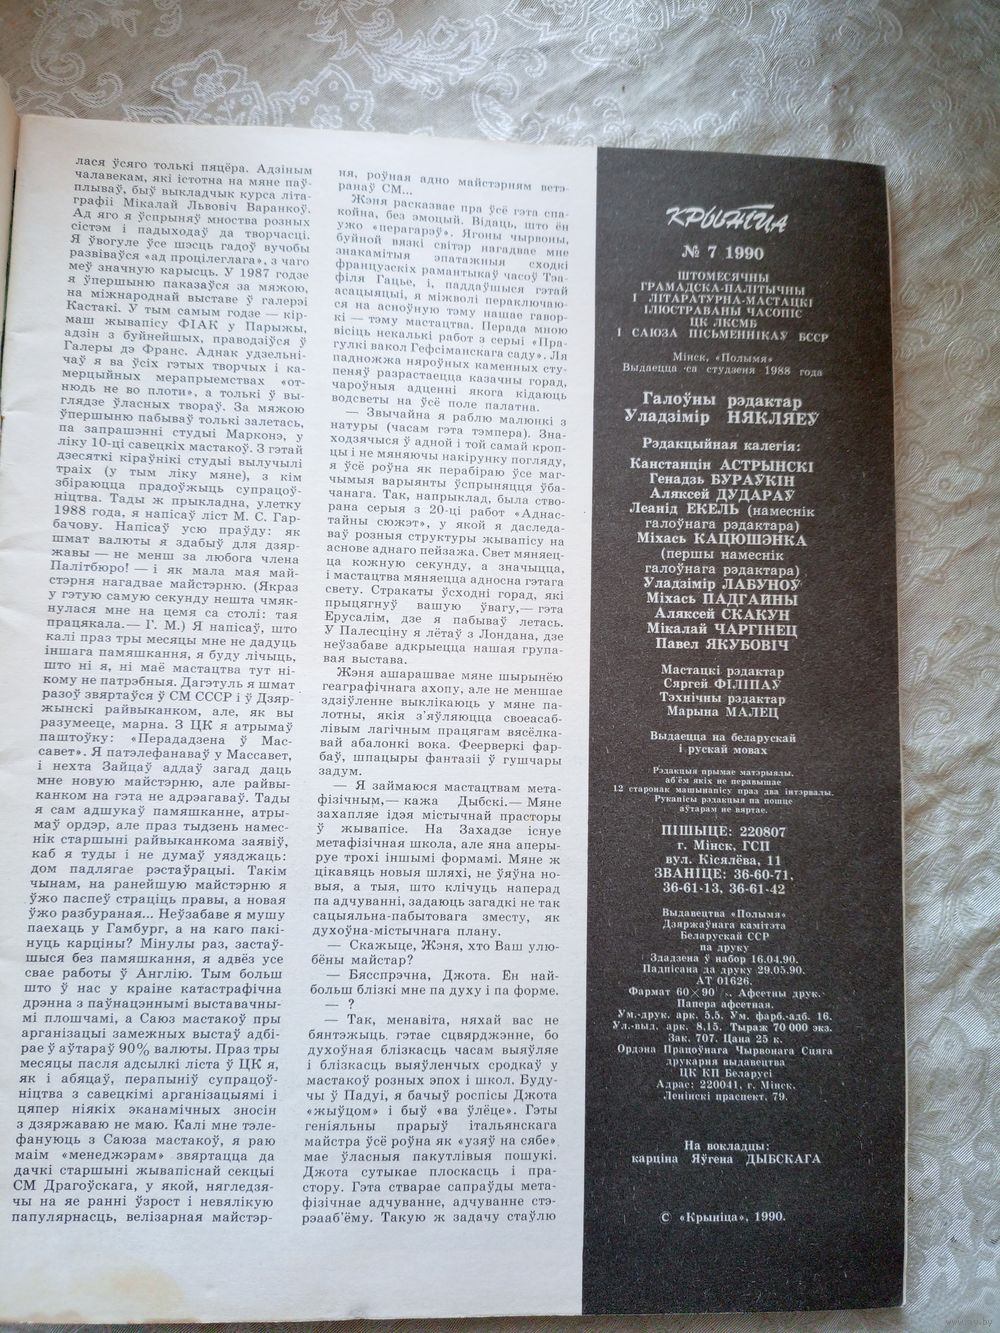 лася ўсяго толькі пяцёра. Адзіным
чалавекам, які істотна на мяне паў-
плываў, быў выкладчык курса літа-
графіі Мікалай Львовіч Варанкоў.
Ад яго я ўспрыняў мноства розных
сістэм і падыходаў да творчасці.
Я ўвогуле ўсе шэсць гадоў вучобы
развіваўся «ад процілеглага», з чаго
меў значную карысць. У 1987 годзе
я ўпершыню паказаўся за мяжою,
на міжнароднай выставе ў галерэі
Кастакі. У тым самым годзе — кір-
маш жывапісу ФІАК у Парыжы,
адзін з буйнейшых, праводзіўся ў
Галеры дэ Франс. Аднак удзельні-
чаў я ва ўсіх гэтых творчых і ка-
мерцыйных мерапрыемствах «от-
нюдь не во плоти», а толькі ў вы-
глядзе ўласных твораў. За мяжою
ўпершыню пабываў толькі залетась,
па запрашэнні студыі Марконэ, у
ліку 10-ці савецкіх мастакоў. З гэтай
дзесяткі кіраўнікі студыі вылучылі
траіх (у тым ліку мяне), з кім
збіраюцца прадоўжыць супрацоў-
ніцтва. Тады ж прыкладна, улетку
1988 года, я напісаў ліст М. С. Гар-
бачову. Напісаў усю праўду: як
шмат валюты я здабыў для дзяр-
жавы — не менш за любога члена
Палітбюро! — і як мала мая май-
стэрня нагадвае майстэрню. (Якраз
у гэтую самую секунду нешта чмяк-
нулася мне на цемя са столі: тая
працякала.— Г. М.) Я напісаў, што
калі праз тры месяцы мне не дадуць
іншага памяшкання, я буду лічыць,
што ні я, ні маё мастацтва тут ні-
кому не патрэбныя. Дагэтуль я шмат
разоў звяртаўся ў СМ СССР і ў Дзяр-
жынскі райвыканком, але, як вы
разумееце, марна. З ЦК я атрымаў
паштоўку: «Перададзена ў Мас-
савет». Я патэлефанаваў у Массавет,
і нехта Зайцаў аддаў загад даць
мне новую майстэрню, але райвы-
канком на гэта не адрэагаваў. Тады
я сам адшукаў памяшканне, атры-
маў ордэр, але праз тыдзень намес-
нік старшыні райвыканкома заявіў,
каб я туды і не думаў уязджаць:
дом падлягае рэстаўрацыі. Такім
чынам, на ранейшую майстэрню я
ўжо паспеў страціць правы, а новая
ўжо разбураная... Неўзабаве я мушу
паехаць у Гамбург, а на каго пакі-
нуць карціны? Мінулы раз, застаў-
шыся без памяшкання, я адвёз усе
свае работы ў Англію. Тым больш
што ў нас у краіне катастрафічна
дрэнна з паўнацэннымі выставачны-
мі плошчамі, а Саюз мастакоў пры
арганізацыі замежных выстаў адбі-
рае ў аўтараў 90% валюты. Праз тры
месяцы пасля адсылкі ліста ў ЦК я,
як і абяцаў, перапыніў супрацоў-
ніцтва з савецкімі арганізацыямі і
цяпер ніякіх эканамічных зносін
з дзяржаваю не маю. Калі мне тэле-
фануюць з Саюза мастакоў, я раю
маім «менеджэрам» звяртацца да
дачкі старшыні жывапіснай секцыі
СМ Драгоўскага, у якой, нягледзя-
чы на яе ранні ўзрост і невялікую
папулярнасць, велізарная майстэр-
ня, роўная адно майстэрням ветэ-
ранаў СМ...
Жэня расказвае пра ўсё гэта спа-
койна, без эмоцый. Відаць, што ён
ужо «перагарэў». Ягоны чырвоны,
буйной вязкі світэр нагадвае мне
знакамітыя эпатажныя сходкі
французскіх рамантыкаў часоў Тэа-
філя Гацье, і, паддаўшыся гэтай
асацыяцыі, я міжволі пераключаю-
ся на асноўную тэму нашае гавор-
кі — тэму мастацтва. Перада мною
вісіць некалькі работ з серыі «Пра-
гулкі вакол Гефсіманскага саду». Ля
падножжа няроўных каменных сту-
пеняў разрастаецца казачны горад,
чароўныя адценні якога кідаюць
водсветы на ўсё поле палатна.
— Звычайна я раблю малюнкі з
натуры (часам гэта тэмпера). Зна-
ходзячыся ў адной і той самай кроп-
цы і не мяняючы накірунку погляду,
я ўсё роўна як перабіраю ўсе маг-
чымыя варыянты ўспрыняцця ўба-
чанага. Так, напрыклад, была ство-
рана серыя з 20-ці работ «Аднас-
тайны сюжэт», у якой я даследа-
ваў розныя структуры жывапісу на
аснове аднаго пейзажа. Свет мяняец-
ца кожную секунду, а значыцца,
і мастацтва мяняецца адносна гэтага
свету. Стракаты ўсходні горад, які
прыцягнуў вашую ўвагу,— гэта
Ерусалім, дзе я пабываў летась.
У Палесціну я лётаў з Лондана, дзе
неўзабаве адкрыецца нашая група-
вая выстава.
Жэня ашарашвае мяне шырынёю
геаграфічнага ахопу, але не меншае
здзіўленне выклікаюць у мяне па-
лотны, якія з'яўляюцца своеасаб-
лівым лагічным працягам вясёлка-
вай абалонкі вока. Феерверкі фар-
баў, шпацыры фантазіі ў гушчары
задум.
— Я займаюся мастацтвам мета-
фізічным,— кажа Дыбскі.— Мяне
захапляе ідэя містычнай прасторы
ў жывапісе. На Захадзе існуе
метафізічная школа, але яна аперы-
руе трохі іншымі формамі. Мяне ж
цікавяць новыя шляхі, не ўяўна но-
выя, а тыя, што клічуць наперад
па адчуванні, задаюць загадкі не так
сацыяльна-пабытовага зместу, як
духоўна-містычнага плану.
— Скажыце, Жэня, хто Ваш улю-
бёны майстар?
— Бясспрэчна, Джота. Ён най-
больш блізкі мне па духу і па форме.
— ?
— Так, менавіта, няхай вас не
бянтэжыць гэтае сцвярджэнне, бо
духоўная блізкасць часам выяўляе
і блізкасць выяўленчых сродкаў у
мастакоў розных эпох і школ. Буду-
чы ў Падуі, я бачыў роспісы Джота
«жыўцом» і быў «ва ўлёце». Гэты
геніяльны прарыў італьянскага
майстра ўсё роўна як «узяў на сябе»
мае ўласныя пакутлівыя пошукі.
Джота сутыкае плоскасць і пра-
стору. Гэта стварае сапраўды мета-
фізічнае адчуванне, адчуванне стэ-
рэааб'ёму. Такую ж задачу стаўлю
КРЫНІЦА
№ 7 1990
ШТОМЕСЯЧНЫ
ГРАМАДСКА-ПАЛІТЫЧНЫ
І ЛІТАРАТУРНА-МАСТАЦКІ
ІЛЮСТРАВАНЫ ЧАСОПІС
ЦК ЛКСМБ
І САЮЗА ПІСЬМЕННІКАЎ БССР
Мінск, «Полымя»
Выдаецца са студзеня 1988 года
Галоўны рэдактар
Уладзімір НЯКЛЯЕЎ
Рэдакцыйная калегія:
Канстанцін АСТРЫНСКІ
Генадзь БУРАЎКІН
Аляксей ДУДАРАЎ
Леанід ЕКЕЛЬ (намеснік
галоўнага рэдактара)
Міхась КАЦЮШЭНКА
(першы намеснік
галоўнага рэдактара)
Уладзімір ЛАБУНОЎ
Міхась ПАДГАЙНЫ
Аляксей СКАКУН
Мікалай ЧАРГІНЕЦ
Павел ЯКУБОВІЧ
Мастацкі рэдактар
Сяргей ФІЛІПАЎ
Тэхнічны рэдактар
Марына МАЛЕЦ
Выдаецца на беларускай
і рускай мовах
Рэдакцыя прымае матэрыялы,
аб'ём якіх не перавышае
12 старонак машынапісу праз два інтэрвалы.
Рукапісы рэдакцыя па пошце
аўтарам не вяртае.
ПІШЫЦЕ: 220807
г. Мінск, ГСП
вул. Кісялёва, 11
ЗВАНІЦЕ: 36-60-71,
36-61-13, 36-61-42
Выдавецтва «Полымя»
Дзяржаўнага камітэта
Беларускай ССР
па друку
Здадзена ў набор 16.04.90.
Падпісана да друку 29.05.90.
АТ 01626.
Фармат 60×90 Афсетны друк.
Папера афсетная.
Ум.-друк. арк. 5,5. Ум. фарб.-адб. 16.
Ул.-выд. арк. 8,15. Тыраж 70 000 экз.
Зак. 707. Цана 25 к.
Ордэна Працоўнага Чырвонага Сцяга
друкарня выдавецтва
ЦК КП Беларусі
Адрас: 220041, г. Мінск,
Ленінскі праспект, 79.
На вокладцы:
карціна Яўгена ДЫБСКАГА
© «Крыніца», 1990.